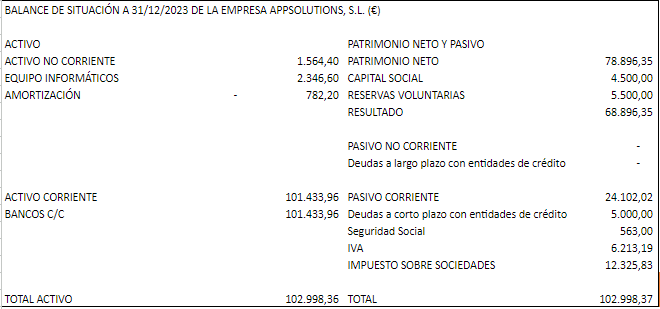 BALANCE DE SITUACIÓN A 31/12/2023 DE LA EMPRESA APPSOLUTIONS, S.L. (€)
ACTIVO PATRIMONIO NETO Y PASIVO
ACTIVO NO CORRIENTE 1.564,40 PATRIMONIO NETO 78.896,35
EQUIPO INFORMÁTICOS 2.346,60 CAPITAL SOCIAL 4.500,00
AMORTIZACIÓN - 782,20 RESERVAS VOLUNTARIAS 5.500,00
RESULTADO 68.896,35
PASIVO NO CORRIENTE -
Deudas a largo plazo con entidades de crédito -
ACTIVO CORRIENTE 101.433,96 PASIVO CORRIENTE 24.102,02
BANCOS C/C 101.433,96 Deudas a corto plazo con entidades de crédito 5.000,00
Seguridad Social 563,00
IVA 6.213,19
IMPUESTO SOBRE SOCIEDADES 12.325,83
TOTAL ACTIVO 102.998,36 TOTAL 102.998,37